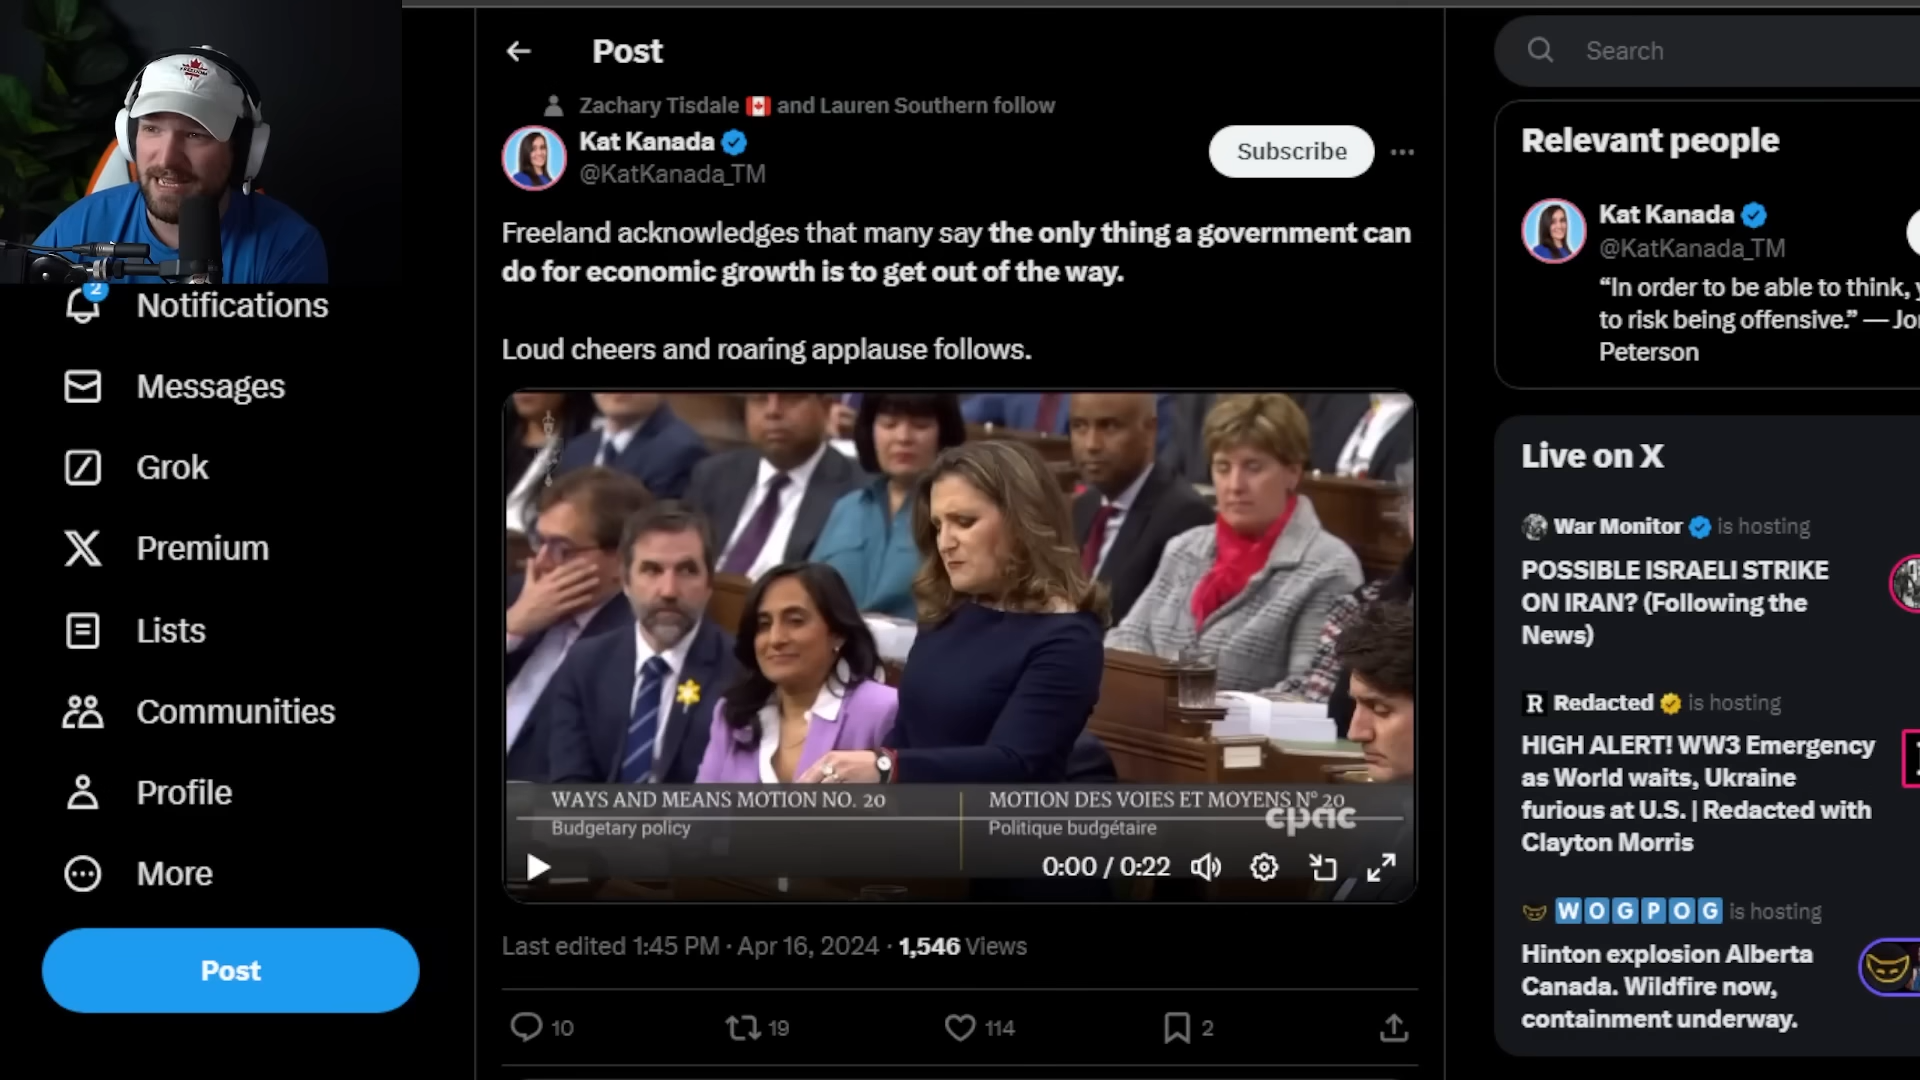 FREEDOM
Post
Zachary Tisdale 🇨🇦 and Lauren Southern follow
Kat Kanada
@KatKanada_TM
Subscribe
Freeland acknowledges that many say the only thing a government can
do for economic growth is to get out of the way.
Loud cheers and roaring applause follows.
WAYS AND MEANS MOTION NO. 20
Budgetary policy
MOTION DES VOIES ET MOYENS N° 20
Politique budgétaire
cpac
0:00 / 0:22
Last edited 1:45 PM · Apr 16, 2024 · 1,546 Views
10
19
114
2
2
Notifications
Messages
Grok
Premium
Lists
Communities
Profile
More
Post
Search
Relevant people
Kat Kanada
@KatKanada_TM
“In order to be able to think, y
to risk being offensive.” — Jor
Peterson
Live on X
War Monitor is hosting
POSSIBLE ISRAELI STRIKE
ON IRAN? (Following the
News)
R Redacted is hosting
HIGH ALERT! WW3 Emergency
as World waits, Ukraine
furious at U.S. | Redacted with
Clayton Morris
WOGPOG is hosting
Hinton explosion Alberta
Canada. Wildfire now,
containment underway.